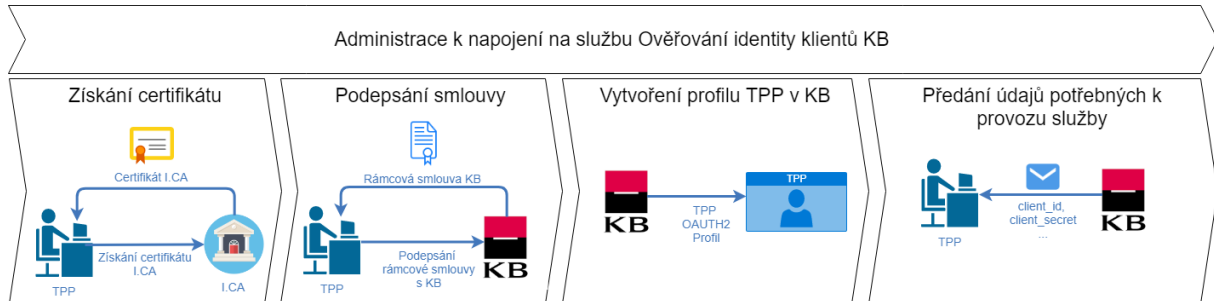 Administrace k napojení na službu Ověřování identity klientů KB
Získání certifikátu
Certifikát I.CA
Získání certifikátu
I.CA
TPP
I.CA
Podepsání smlouvy
Rámcová smlouva KB
Podepsání
rámcové smlouvy
s KB
TPP
KB
Vytvoření profilu TPP v KB
KB
TPP
OAUTH2
Profil
TPP
Předání údajů potřebných k
provozu služby
client_id,
client_secret
...
TPP
KB